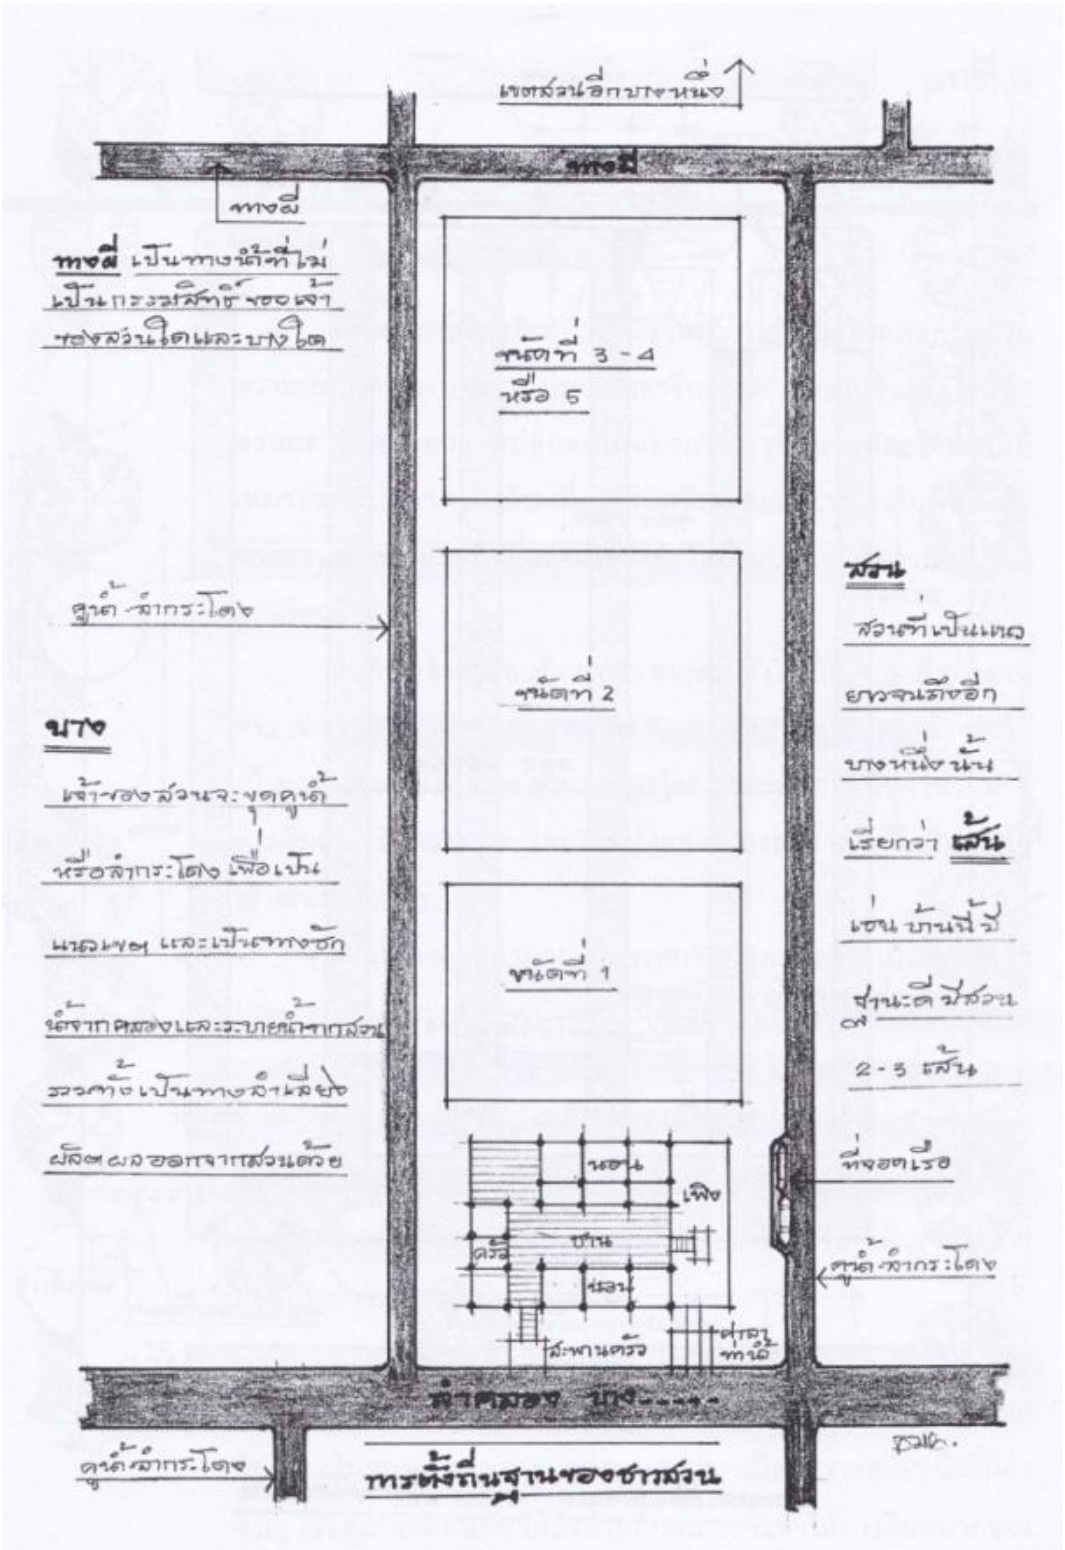 เขตสวนอีกบางหนึ่ง
ทางผี
ทางผี
ทางผี เป็นทางน้ำที่ไม่
เป็นกรรมสิทธิ์ ของเจ้า
ของสวนใดและบางใด
ขนัดที่ 3 - 4
หรือ 5
คูน้ำ-ลำกระโดง
ขนัดที่ 2
บาง
เจ้าของสวนจะขุดคูน้ำ
หรือลำกระโดง เพื่อเป็น
แนวเขต และเป็นทางชัก
น้ำจากคลองและระบายน้ำจากสวน
รวมทั้งเป็นทางลำเลียง
ผลิตผลออกจากสวนด้วย
สวน
สวนที่เป็นแนว
ยาวจนถึงอีก
บางหนึ่งนั้น
เรียกว่า เส้น
เช่น บ้านนี้มี
ฐานะดี มีสวน
2 - 3 เส้น
ขนัดที่ 1
ที่จอดเรือ
นอน
เพิง
ครัว
ชาน
นอน
คูน้ำ-ลำกระโดง
สะพานครัว
ศาลา
ท่าน้ำ
ลำคลอง บาง------
คูน้ำ-ลำกระโดง
การตั้งถิ่นฐานของชาวสวน